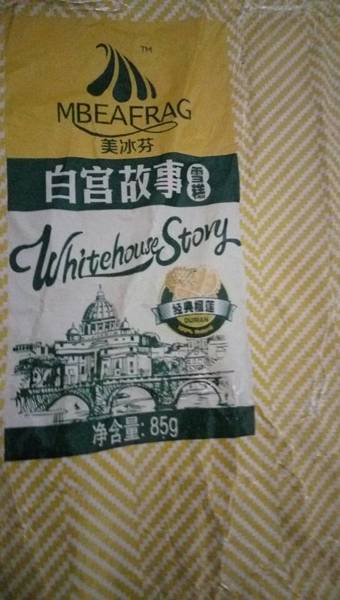 TM
MBEAFRAG
美冰芬
白宫故事雪糕
Whitehouse Story
经典榴莲
DURIAN
净含量: 85g